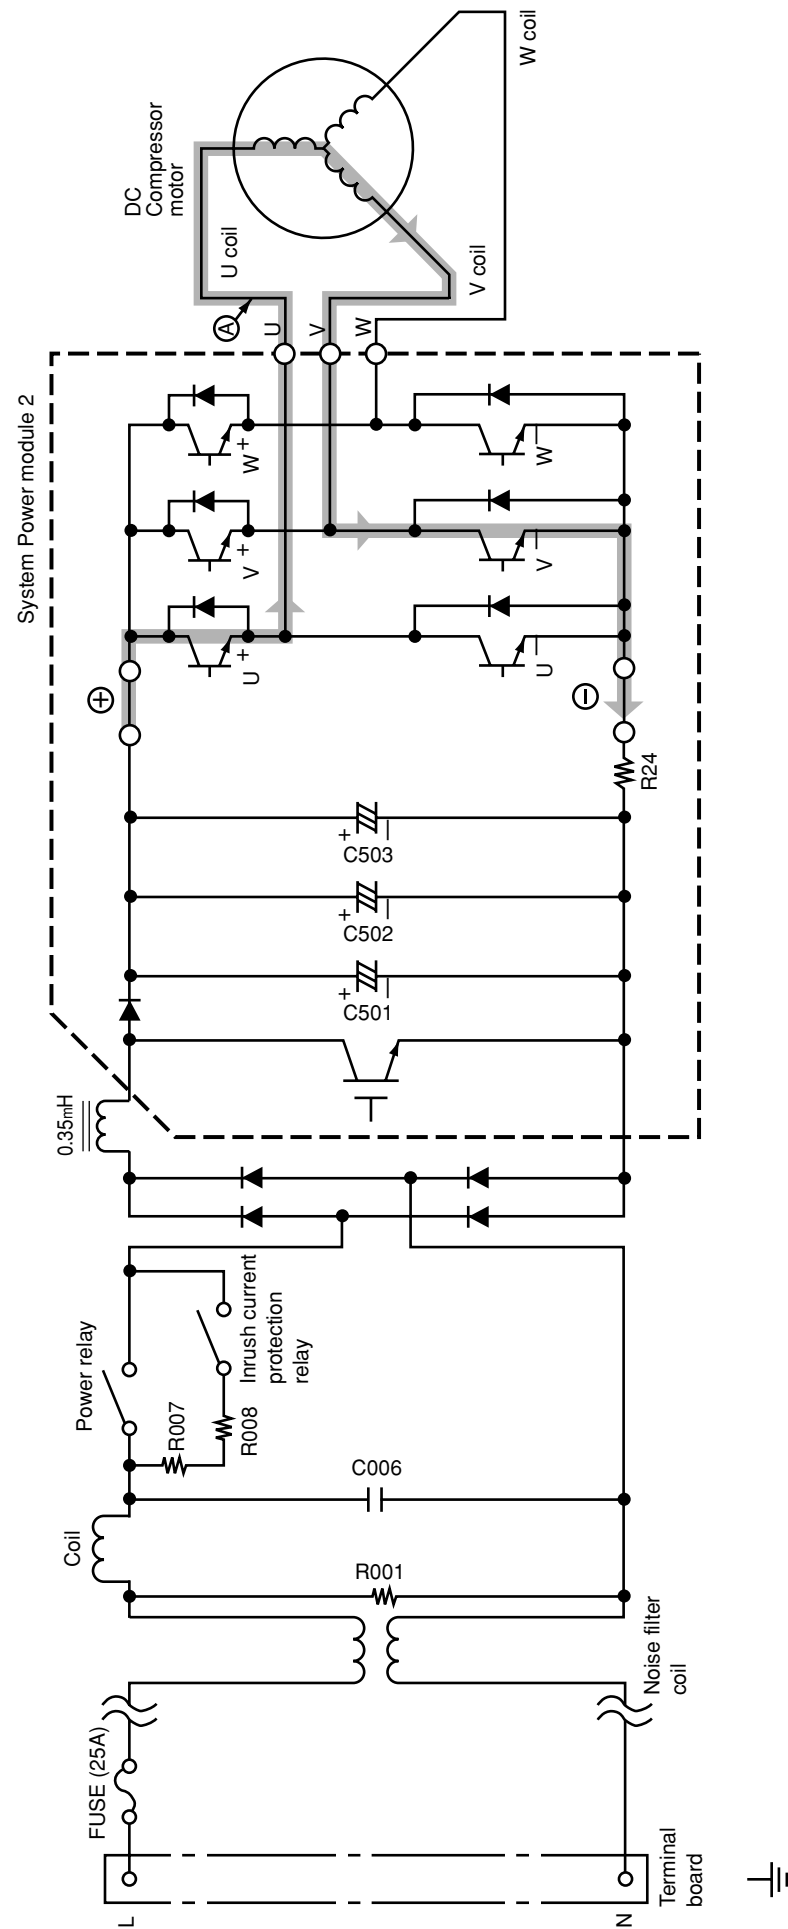 L
N
Terminal
board
FUSE (25A)
Noise filter
coil
R001
Coil
C006
R007
R008
Power relay
Inrush current
protection
relay
0.35mH
System Power module 2
+
C501
−
+
C502
−
+
C503
−
R24
+
−
U+
V+
W+
U−
V−
W−
U
V
W
A
U coil
V coil
W coil
DC
Compressor
motor